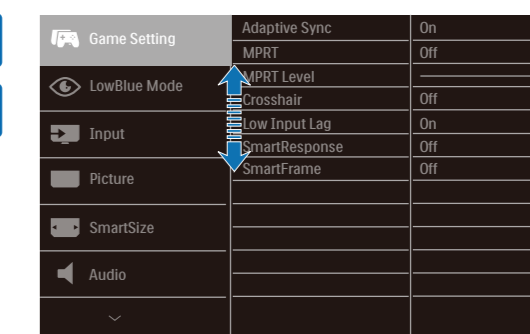 Game Setting
LowBlue Mode
Input
Picture
SmartSize
Audio
Adaptive Sync On
MPRT Off
MPRT Level
Crosshair Off
Low Input Lag On
SmartResponse Off
SmartFrame Off